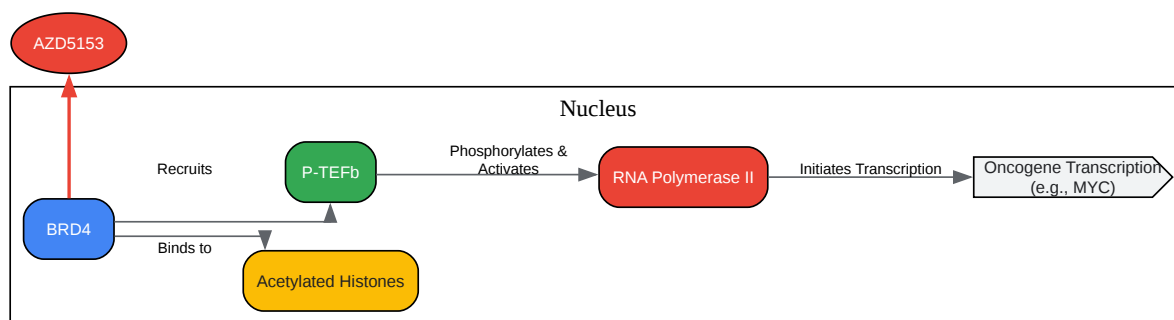 AZD5153
Nucleus
Phosphorylates &
Activates
Recruits
P-TEFb
RNA Polymerase II
Initiates Transcription
Oncogene Transcription
(e.g., MYC)
BRD4
Binds to
Acetylated Histones